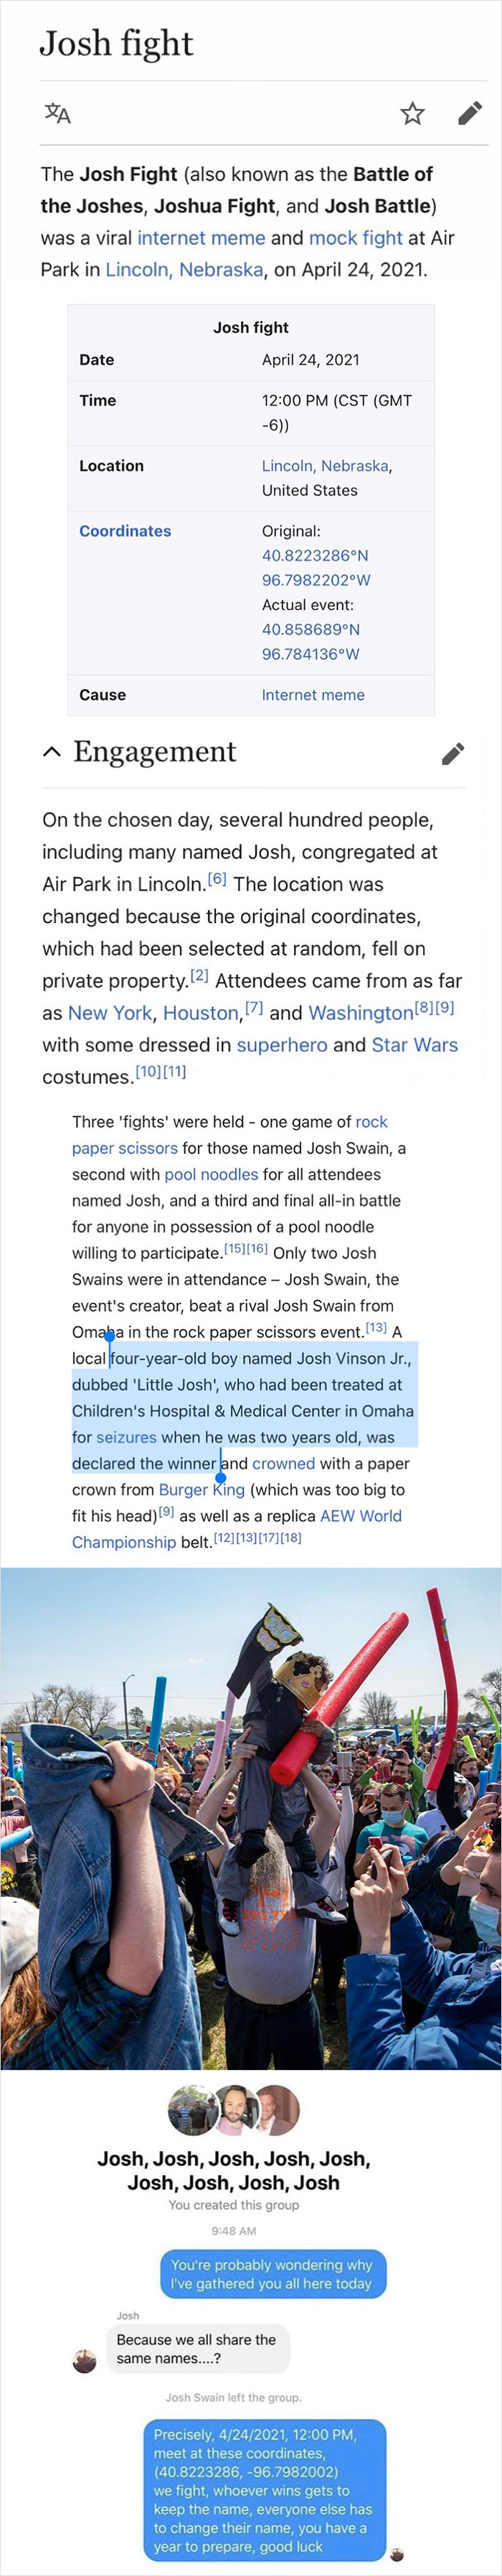 Josh fight
The Josh Fight (also known as the Battle of
the Joshes, Joshua Fight, and Josh Battle)
was a viral internet meme and mock fight at Air
Park in Lincoln, Nebraska, on April 24, 2021.
Josh fight
Date April 24, 2021
Time 12:00 PM (CST (GMT
-6))
Location Lincoln, Nebraska,
United States
Coordinates Original:
40.8223286°N
96.7982202°W
Actual event:
40.858689°N
96.784136°W
Cause Internet meme
Engagement
On the chosen day, several hundred people,
including many named Josh, congregated at
Air Park in Lincoln.[6] The location was
changed because the original coordinates,
which had been selected at random, fell on
private property.[2] Attendees came from as far
as New York, Houston,[7] and Washington[8][9]
with some dressed in superhero and Star Wars
costumes.[10][11]
Three 'fights' were held - one game of rock
paper scissors for those named Josh Swain, a
second with pool noodles for all attendees
named Josh, and a third and final all-in battle
for anyone in possession of a pool noodle
willing to participate.[15][16] Only two Josh
Swains were in attendance – Josh Swain, the
event's creator, beat a rival Josh Swain from
Omaha in the rock paper scissors event.[13] A
local four-year-old boy named Josh Vinson Jr.,
dubbed 'Little Josh', who had been treated at
Children's Hospital & Medical Center in Omaha
for seizures when he was two years old, was
declared the winner and crowned with a paper
crown from Burger King (which was too big to
fit his head)[9] as well as a replica AEW World
Championship belt.[12][13][17][18]
Josh, Josh, Josh, Josh, Josh,
Josh, Josh, Josh, Josh
You created this group
9:48 AM
You're probably wondering why
I've gathered you all here today
Josh
Because we all share the
same names....?
Josh Swain left the group.
Precisely, 4/24/2021, 12:00 PM,
meet at these coordinates,
(40.8223286, -96.7982002)
we fight, whoever wins gets to
keep the name, everyone else has
to change their name, you have a
year to prepare, good luck